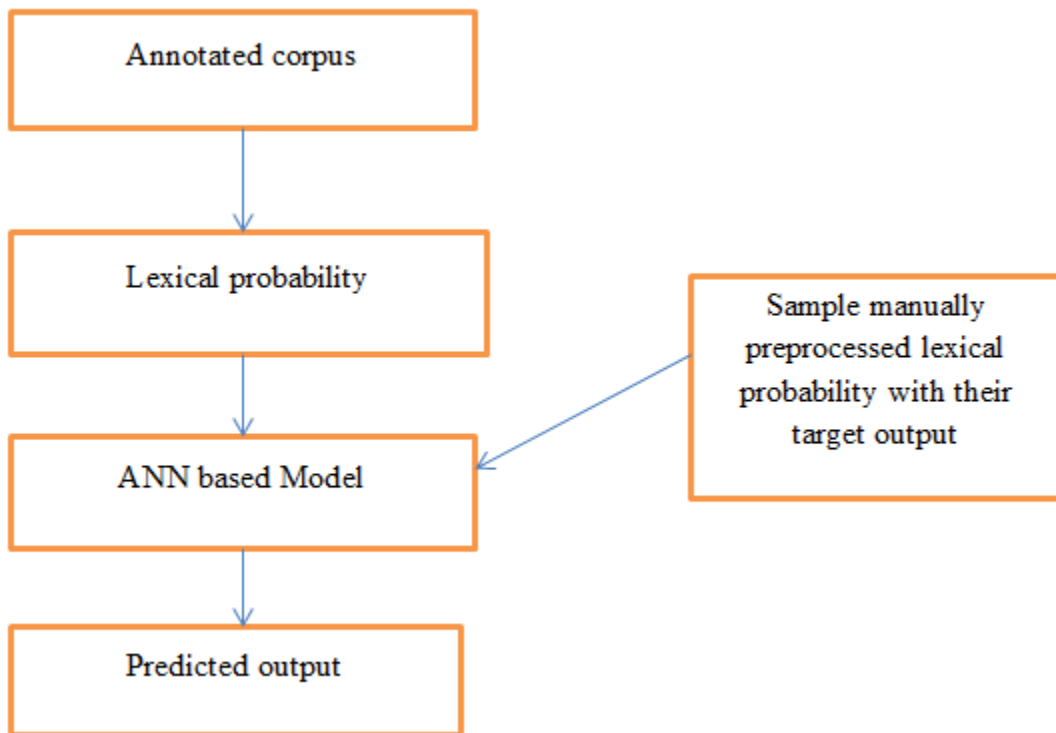 Annotated corpus
Lexical probability
Sample manually
preprocessed lexical
probability with their
target output
ANN based Model
Predicted output